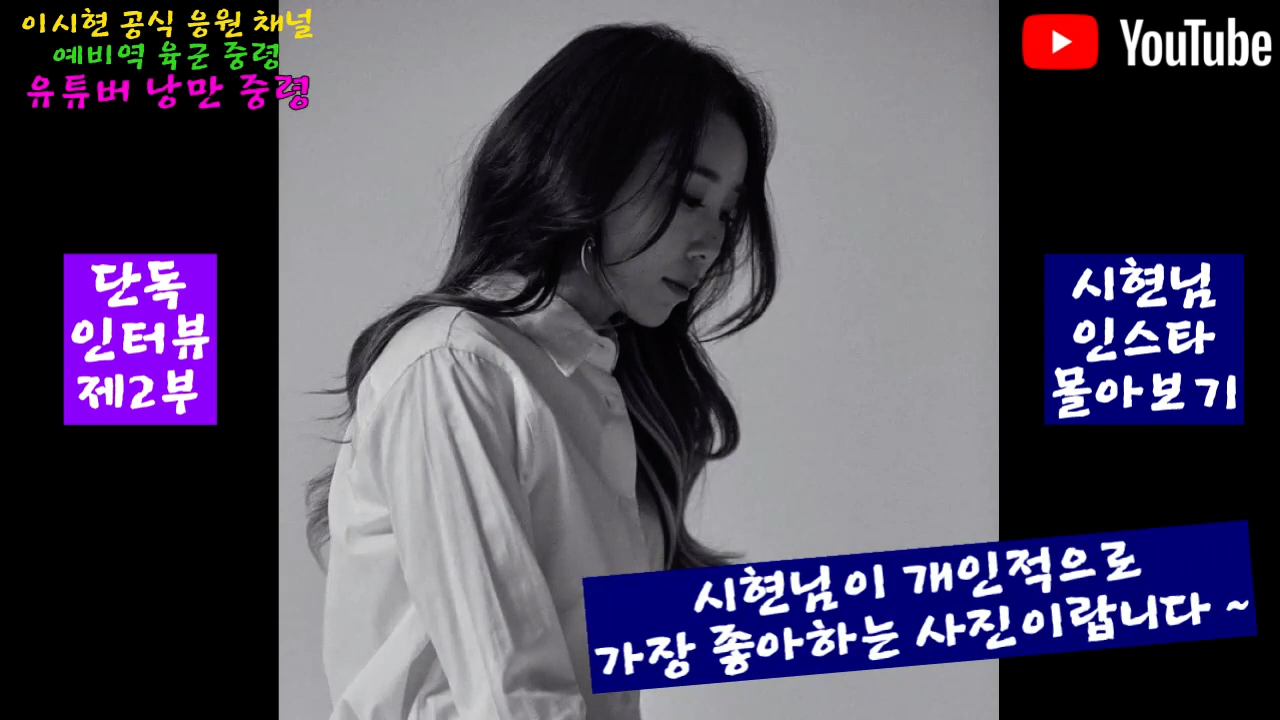 이시현 공식 응원 채널
예비역 육군 중령
유튜버 낭만 중령
YouTube
단독
인터뷰
제2부
시현님
인스타
몰아보기
시현님이 개인적으로
가장 좋아하는 사진이랍니다 ~